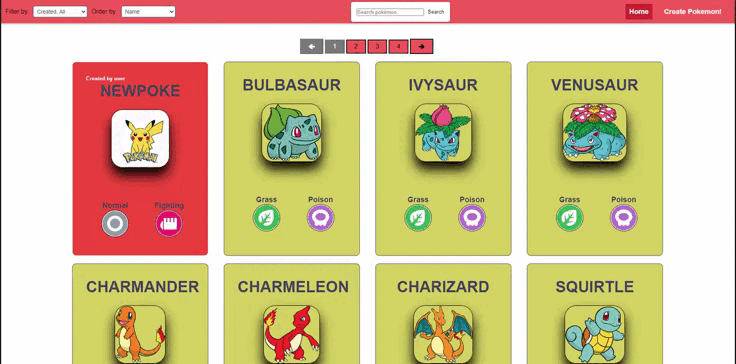 Filter by: Created, All Order by: Name Search pokemon Search Home Create Pokemon!
1 2 3 4
Created by user
NEWPOKE BULBASAUR IVYSAUR VENUSAUR
Pokemon
Normal Fighting Grass Poison Grass Poison Grass Poison
CHARMANDER CHARMELEON CHARIZARD SQUIRTLE